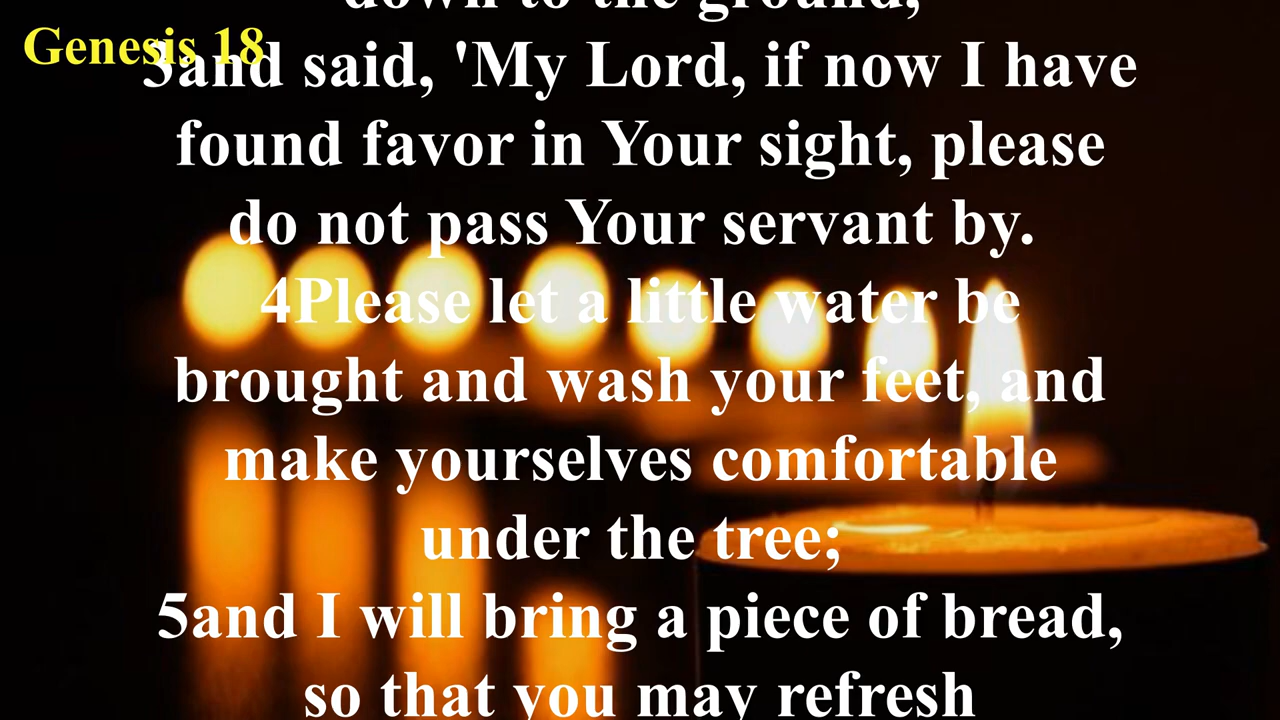 down to the ground,
Genesis 18
3and said, 'My Lord, if now I have
found favor in Your sight, please
do not pass Your servant by.
4Please let a little water be
brought and wash your feet, and
make yourselves comfortable
under the tree;
5and I will bring a piece of bread,
so that you may refresh